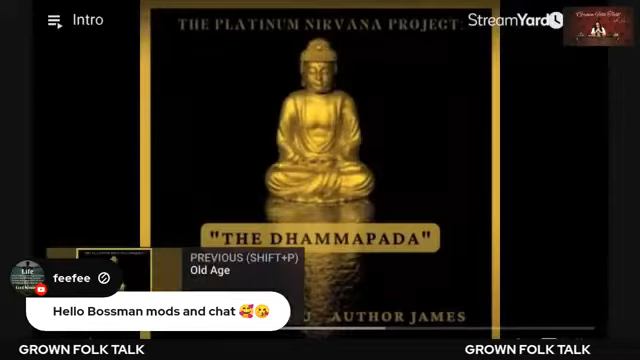 Intro
THE PLATINUM NIRVANA PROJECT:
StreamYard
"THE DHAMMAPADA"
PREVIOUS (SHIFT+P)
Old Age
Life
feefee
Hello Bossman mods and chat 🥰😘
J AUTHOR JAMES
GROWN FOLK TALK
GROWN FOLK TALK